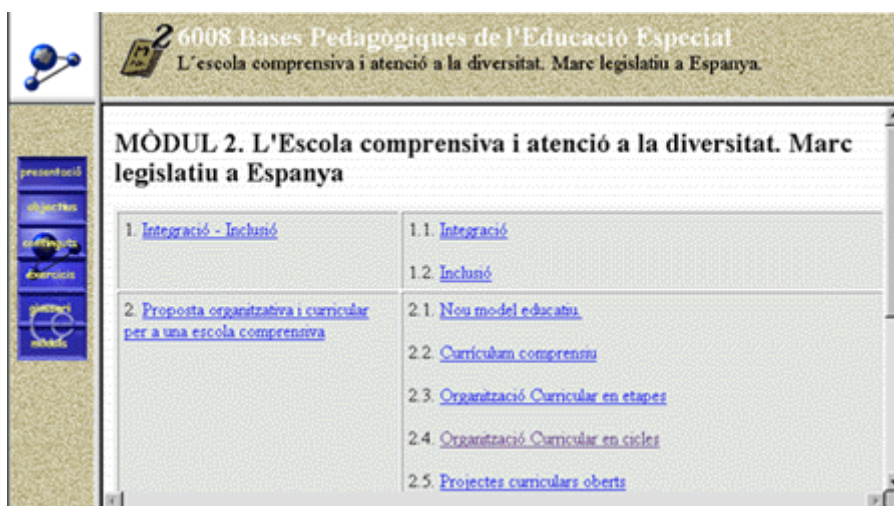 2
6008 Bases Pedagògiques de l'Educació Especial
L´escola comprensiva i atenció a la diversitat. Marc legislatiu a Espanya.
presentació
objectius
continguts
exercicis
glossari
mòduls
MÒDUL 2. L'Escola comprensiva i atenció a la diversitat. Marc
legislatiu a Espanya
1. Integració - Inclusió
1.1. Integració
1.2. Inclusió
2. Proposta organitzativa i curricular
per a una escola comprensiva
2.1. Nou model educatiu.
2.2. Currículum comprensiu
2.3. Organització Curricular en etapes
2.4. Organització Curricular en cicles
2.5. Projectes curriculars oberts